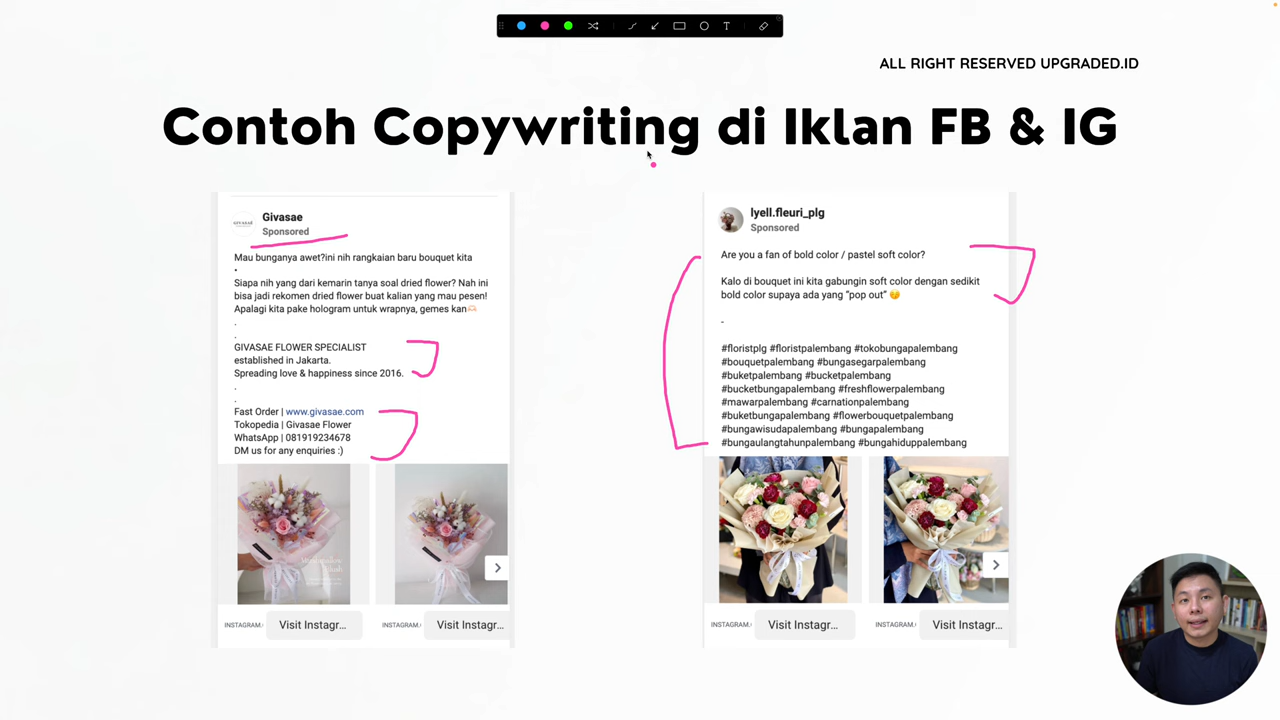 ALL RIGHT RESERVED UPGRADED.ID
Contoh Copywriting di Iklan FB & IG
Givasae
Sponsored
Mau bunganya awet?ini nih rangkaian baru bouquet kita
•
Siapa nih yang dari kemarin tanya soal dried flower? Nah ini
bisa jadi rekomen dried flower buat kalian yang mau pesen!
Apalagi kita pake hologram untuk wrapnya, gemes kan🫶🏻
.
.
GIVASAE FLOWER SPECIALIST
established in Jakarta.
Spreading love & happiness since 2016.
.
.
Fast Order | www.givasae.com
Tokopedia | Givasae Flower
WhatsApp | 081919234678
DM us for any enquiries :)
INSTAGRAM.
Visit Instagr...
INSTAGRAM.
Visit Instagr...
lyell.fleuri_plg
Sponsored
Are you a fan of bold color / pastel soft color?
Kalo di bouquet ini kita gabungin soft color dengan sedikit
bold color supaya ada yang “pop out” 😏
-
#floristplg #floristpalembang #tokobungapalembang
#bouquetpalembang #bungasegarpalembang
#buketpalembang #bucketpalembang
#bucketbungapalembang #freshflowerpalembang
#mawarpalembang #carnationpalembang
#buketbungapalembang #flowerbouquetpalembang
#bungawisudapalembang #bungapalembang
#bungaulangtahunpalembang #bungahiduppalembang
INSTAGRAM.
Visit Instagr...
INSTAGRAM.
Visit Instagr...